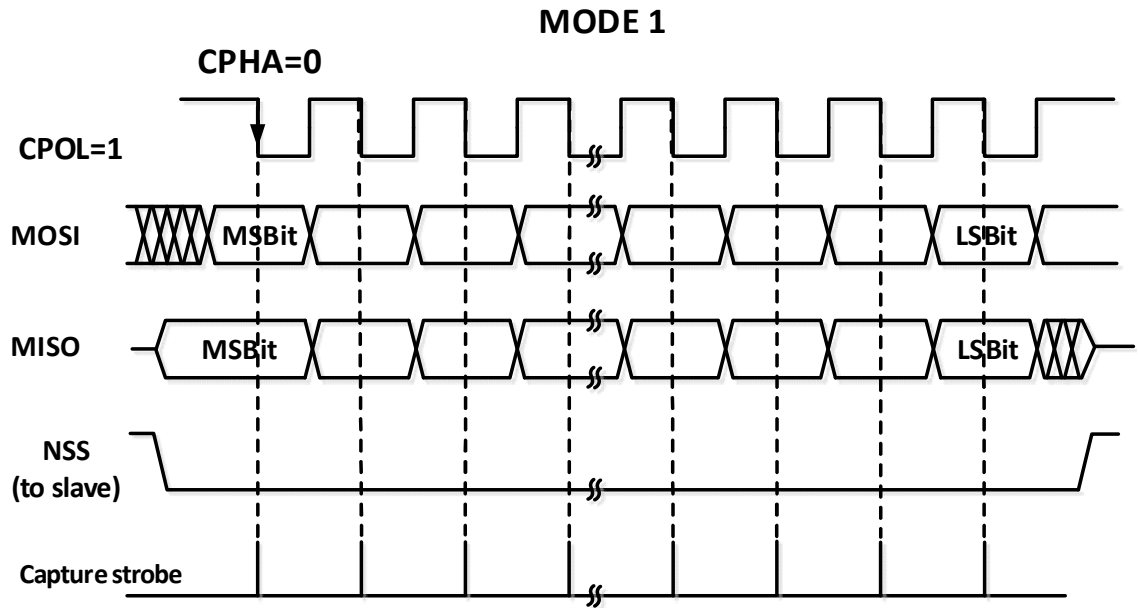 MODE 1
CPHA=0
CPOL=1
MOSI
MSBit
LSBit
MISO
MSBit
LSBit
NSS
(to slave)
Capture strobe